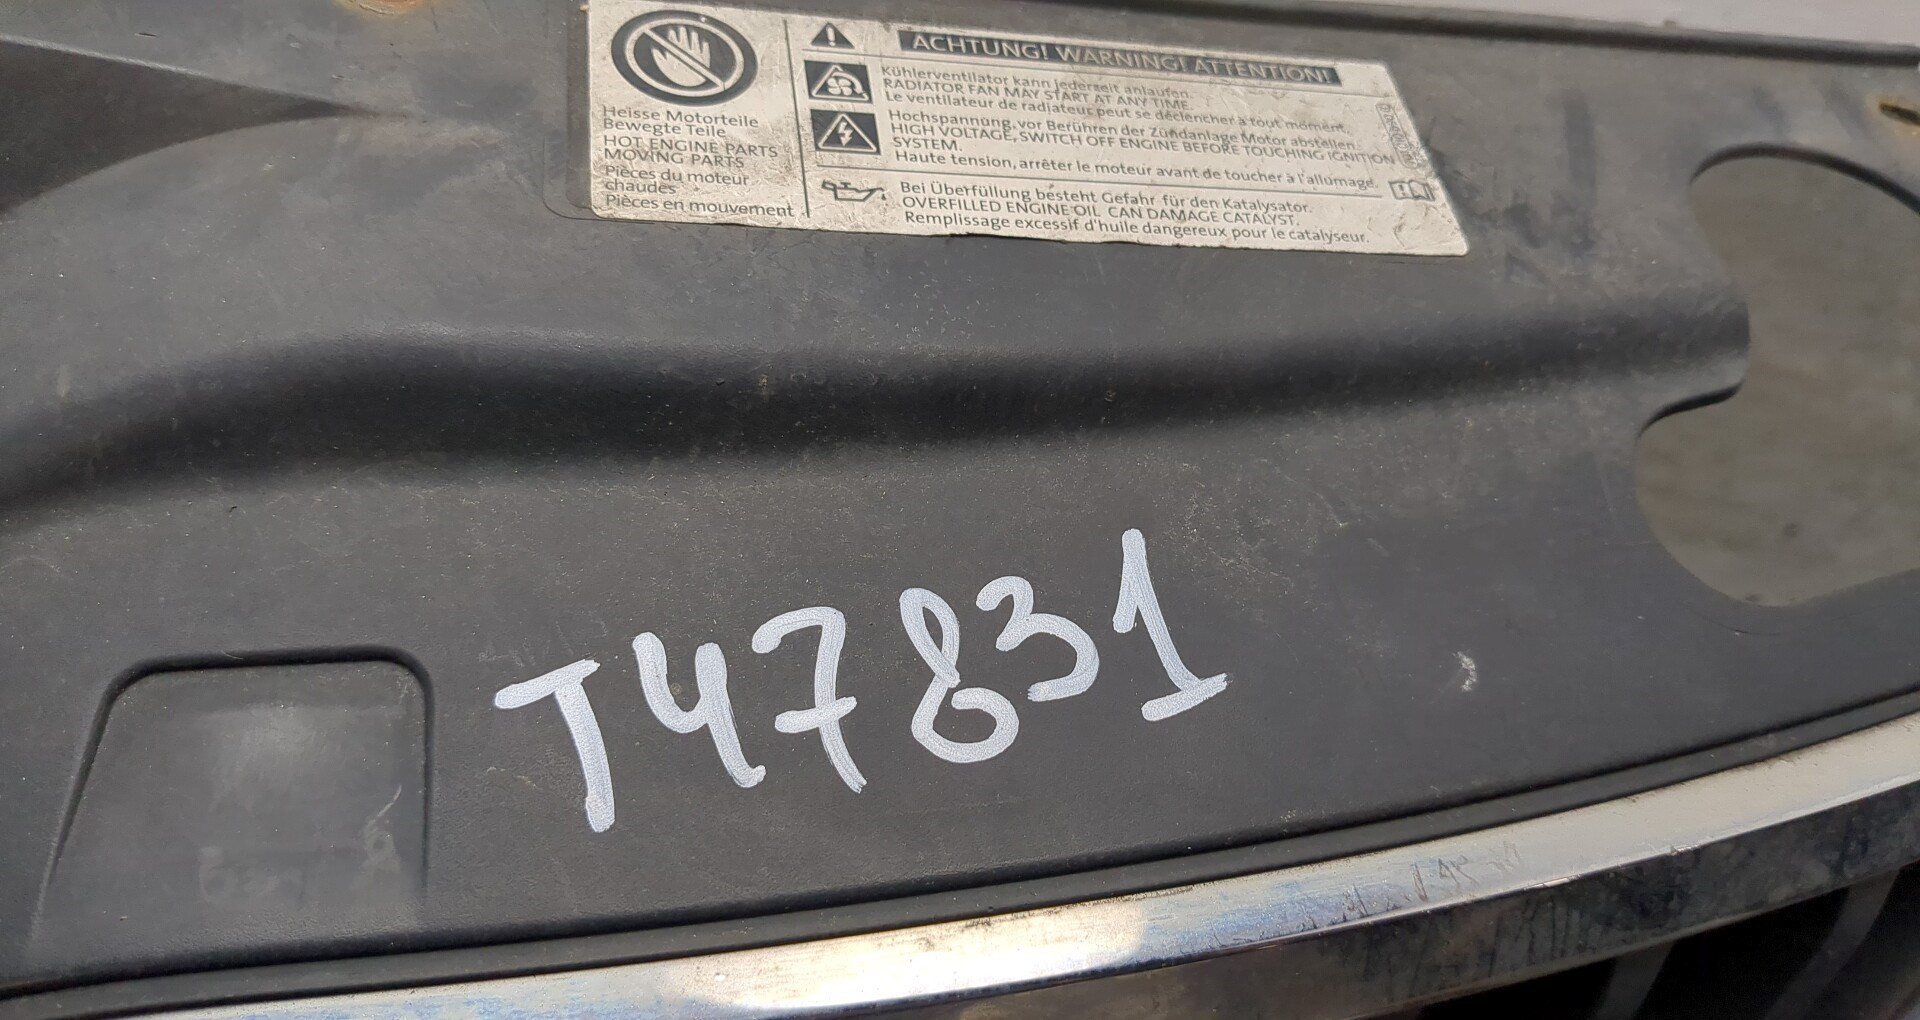 Heisse Motorteile
Bewegte Teile
HOT ENGINE PARTS
MOVING PARTS
Pièces du moteur
chaudes
Pièces en mouvement
ACHTUNG! WARNING! ATTENTION!
Kühlerventilator kann jederzeit anlaufen.
RADIATOR FAN MAY START AT ANY TIME.
Le ventilateur de radiateur peut se déclencher à tout moment.
Hochspannung, vor Berühren der Zündanlage Motor abstellen.
HIGH VOLTAGE, SWITCH OFF ENGINE BEFORE TOUCHING IGNITION
SYSTEM.
Haute tension, arrêter le moteur avant de toucher à l'allumage.
Bei Überfüllung besteht Gefahr für den Katalysator.
OVERFILLED ENGINE OIL CAN DAMAGE CATALYST.
Remplissage excessif d'huile dangereux pour le catalyseur.
T47831